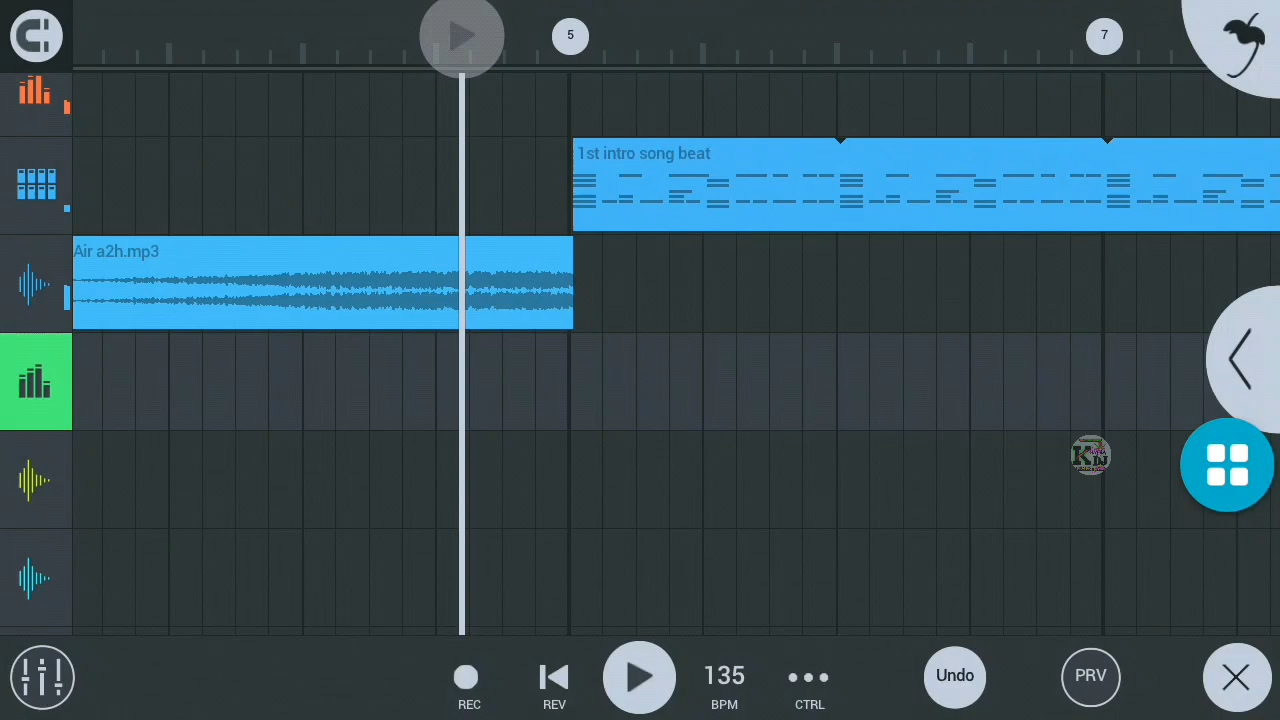 5
7
1st intro song beat
Air a2h.mp3
135
Undo
PRV
REC
REV
BPM
CTRL